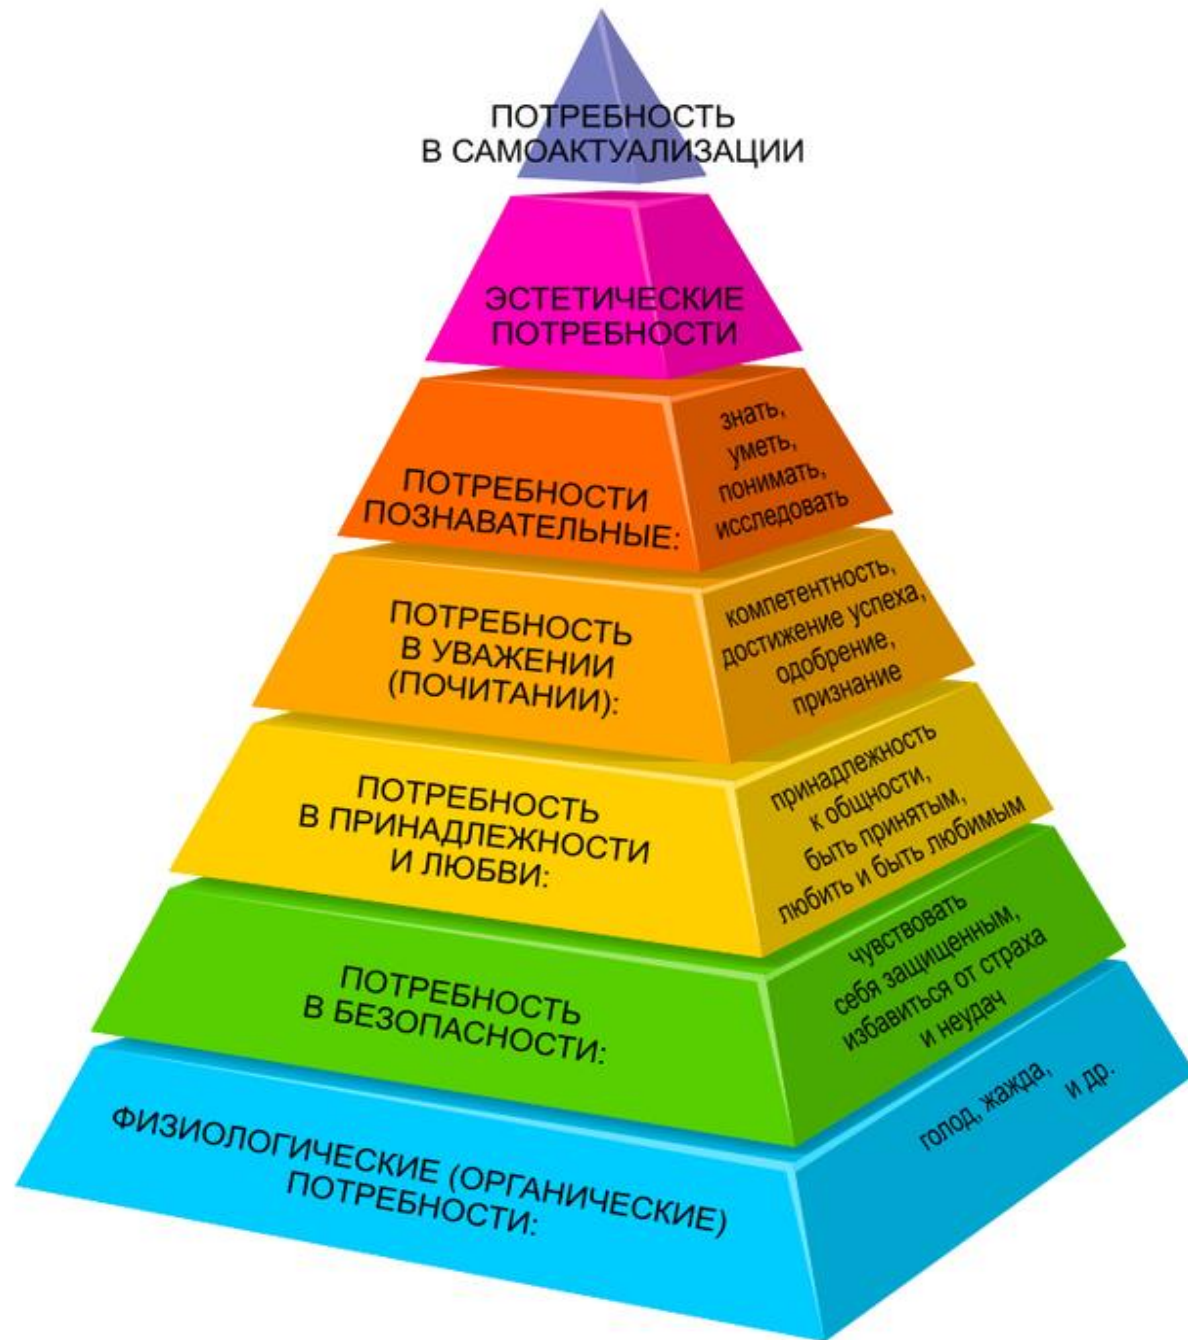 ПОТРЕБНОСТЬ
В САМОАКТУАЛИЗАЦИИ
ЭСТЕТИЧЕСКИЕ
ПОТРЕБНОСТИ
ПОТРЕБНОСТИ
ПОЗНАВАТЕЛЬНЫЕ:
знать,
уметь,
понимать,
исследовать
ПОТРЕБНОСТЬ
В УВАЖЕНИИ
(ПОЧИТАНИИ):
компетентность,
достижение успеха,
одобрение,
признание
ПОТРЕБНОСТЬ
В ПРИНАДЛЕЖНОСТИ
И ЛЮБВИ:
принадлежность
к общности,
быть принятым,
любить и быть любимым
ПОТРЕБНОСТЬ
В БЕЗОПАСНОСТИ:
чувствовать
себя защищенным,
избавиться от страха
и неудач
ФИЗИОЛОГИЧЕСКИЕ (ОРГАНИЧЕСКИЕ)
ПОТРЕБНОСТИ:
голод, жажда,
и др.